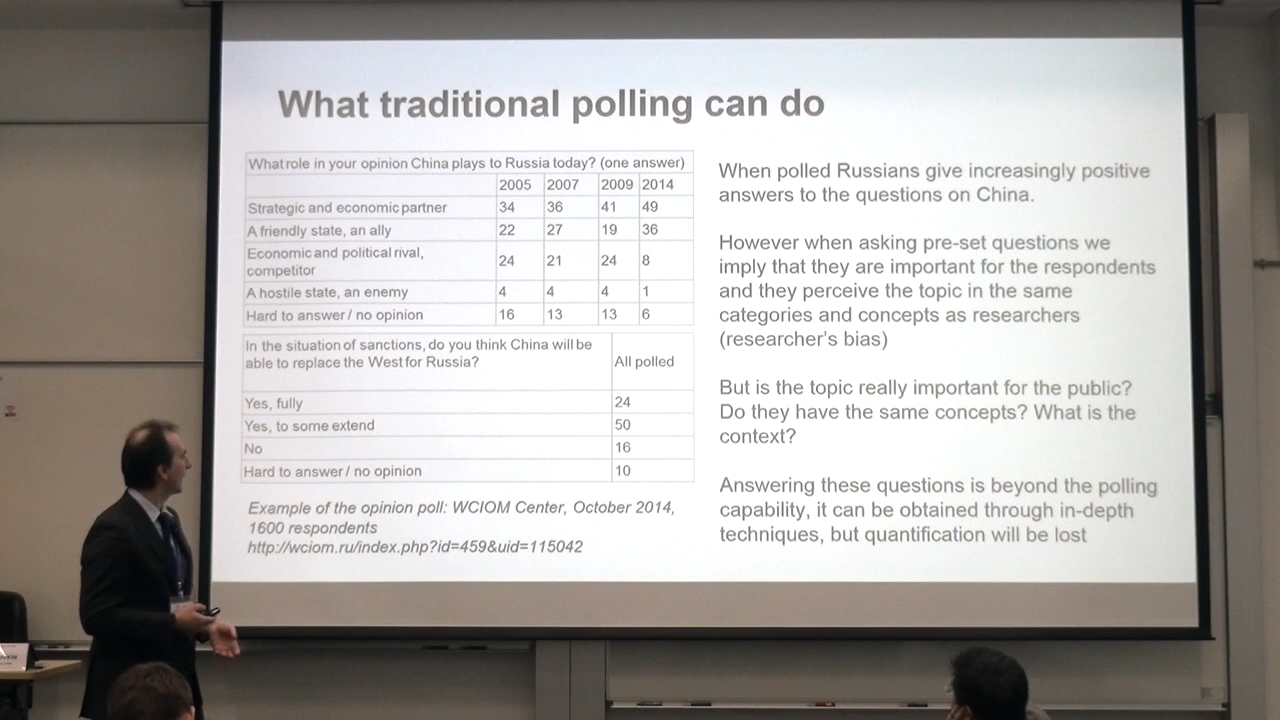 What traditional polling can do
What role in your opinion China plays to Russia today? (one answer)
2005 2007 2009 2014
Strategic and economic partner 34 36 41 49
A friendly state, an ally 22 27 19 36
Economic and political rival,
competitor 24 21 24 8
A hostile state, an enemy 4 4 4 1
Hard to answer / no opinion 16 13 13 6
In the situation of sanctions, do you think China will be
able to replace the West for Russia? All polled
Yes, fully 24
Yes, to some extend 50
No 16
Hard to answer / no opinion 10
Example of the opinion poll: WCIOM Center, October 2014,
1600 respondents
http://wciom.ru/index.php?id=459&uid=115042
When polled Russians give increasingly positive
answers to the questions on China.
However when asking pre-set questions we
imply that they are important for the respondents
and they perceive the topic in the same
categories and concepts as researchers
(researcher's bias)
But is the topic really important for the public?
Do they have the same concepts? What is the
context?
Answering these questions is beyond the polling
capability, it can be obtained through in-depth
techniques, but quantification will be lost